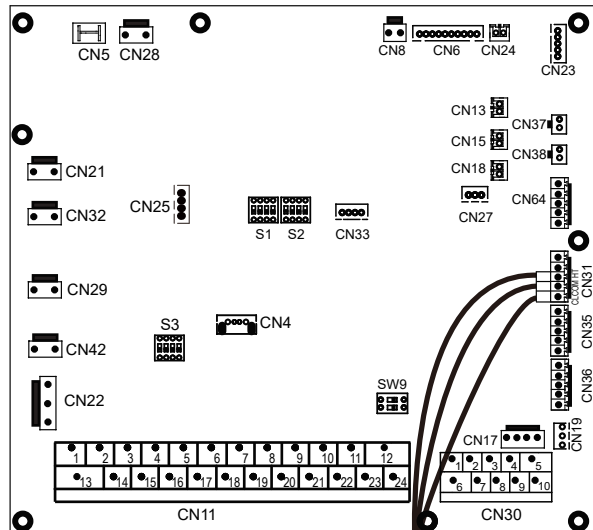 CN5
CN28
CN8
CN6
CN24
CN23
CN13
CN37
CN15
CN38
CN18
CN21
CN25
CN32
S1
S2
CN33
CN27
CN64
CN29
CN31
CL COM HT
S3
CN4
CN35
CN42
CN22
SW9
CN36
CN17
CN19
1 2 3 4 5 6 7 8 9 10 11 12
13 14 15 16 17 18 19 20 21 22 23 24
CN11
1 2 3 4 5
6 7 8 9 10
CN30